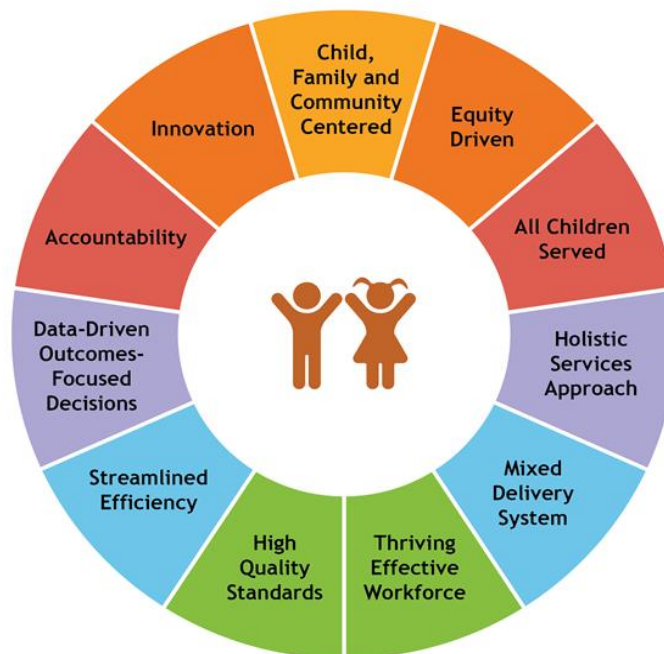 Child,
Family and
Community
Centered
Equity
Driven
All Children
Served
Holistic
Services
Approach
Mixed
Delivery
System
Thriving
Effective
Workforce
High
Quality
Standards
Streamlined
Efficiency
Data-Driven
Outcomes-
Focused
Decisions
Accountability
Innovation